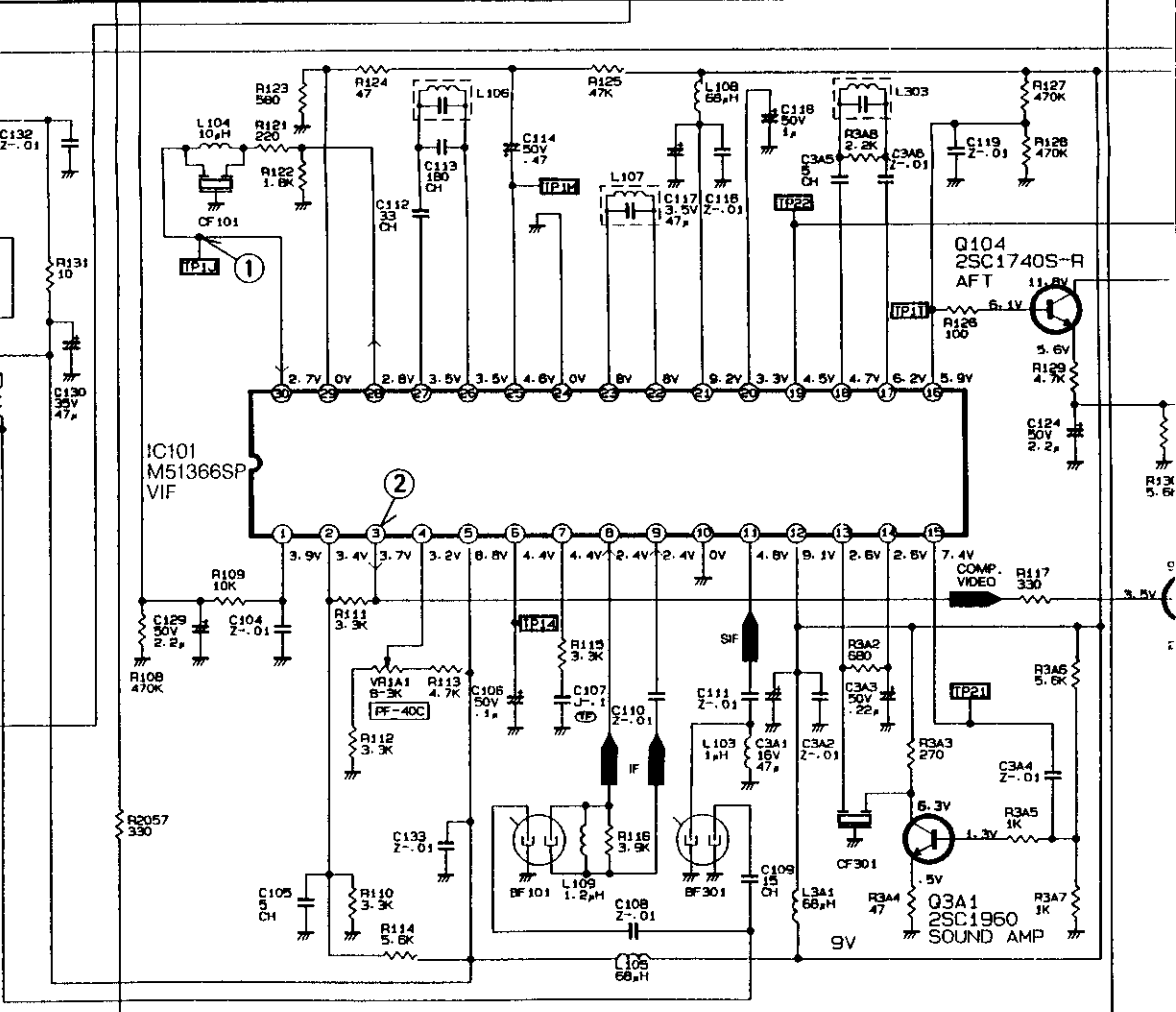 R123
560
R124
47
L106
R125
47K
L108
68μH
C118
50V
1μ
L303
R127
470K
C132
Z-.01
L104
10μH
R121
220
C114
50V
.47
R3A8
2.2K
C119
Z-.01
R128
470K
R122
1.8K
C113
180
CH
TP1M
L107
C3A5
5
CH
C3A6
Z-.01
C112
33
CH
C117
3.5V
47μ
C116
Z-.01
TP22
CF101
TP1J
1
R131
10
Q104
2SC1740S-R
AFT
11.8V
TP1T
R126
100
6.1V
5.6V
R129
4.7K
C130
35V
47μ
2.7V
0V
2.8V
3.5V
3.5V
4.6V
0V
8V
8V
9.2V
3.3V
4.5V
4.7V
6.2V
5.9V
30
29
28
27
26
25
24
23
22
21
20
19
18
17
16
C124
50V
2.2μ
IC101
M51366SP
VIF
2
1
2
3
4
5
6
7
8
9
10
11
12
13
14
15
3.9V
3.4V
3.7V
3.2V
8.8V
4.4V
4.4V
2.4V
2.4V
0V
4.8V
9.1V
2.6V
2.6V
7.4V
R109
10K
COMP.
VIDEO
R117
330
3.5V
C129
50V
2.2μ
C104
Z-.01
R111
3.3K
TP14
SIF
R108
470K
R115
3.3K
R3A2
680
R3A6
5.6K
VR1A1
B-3K
R113
4.7K
PF-40C
C106
50V
.1μ
C107
J-.1
TF
C110
Z-.01
C111
Z-.01
C3A3
50V
.22μ
TP21
R112
3.3K
L103
1μH
C3A1
16V
47μ
C3A2
Z-.01
R3A3
270
IF
C3A4
Z-.01
R2057
330
C133
Z-.01
R116
3.9K
6.3V
R3A5
1K
1.3V
BF101
L109
1.2μH
BF301
C109
15
CH
CF301
.5V
C105
5
CH
R110
3.3K
C108
Z-.01
L3A1
68μH
R3A4
47
Q3A1
2SC1960
SOUND AMP
R3A7
1K
R114
5.6K
9V
L105
68μH